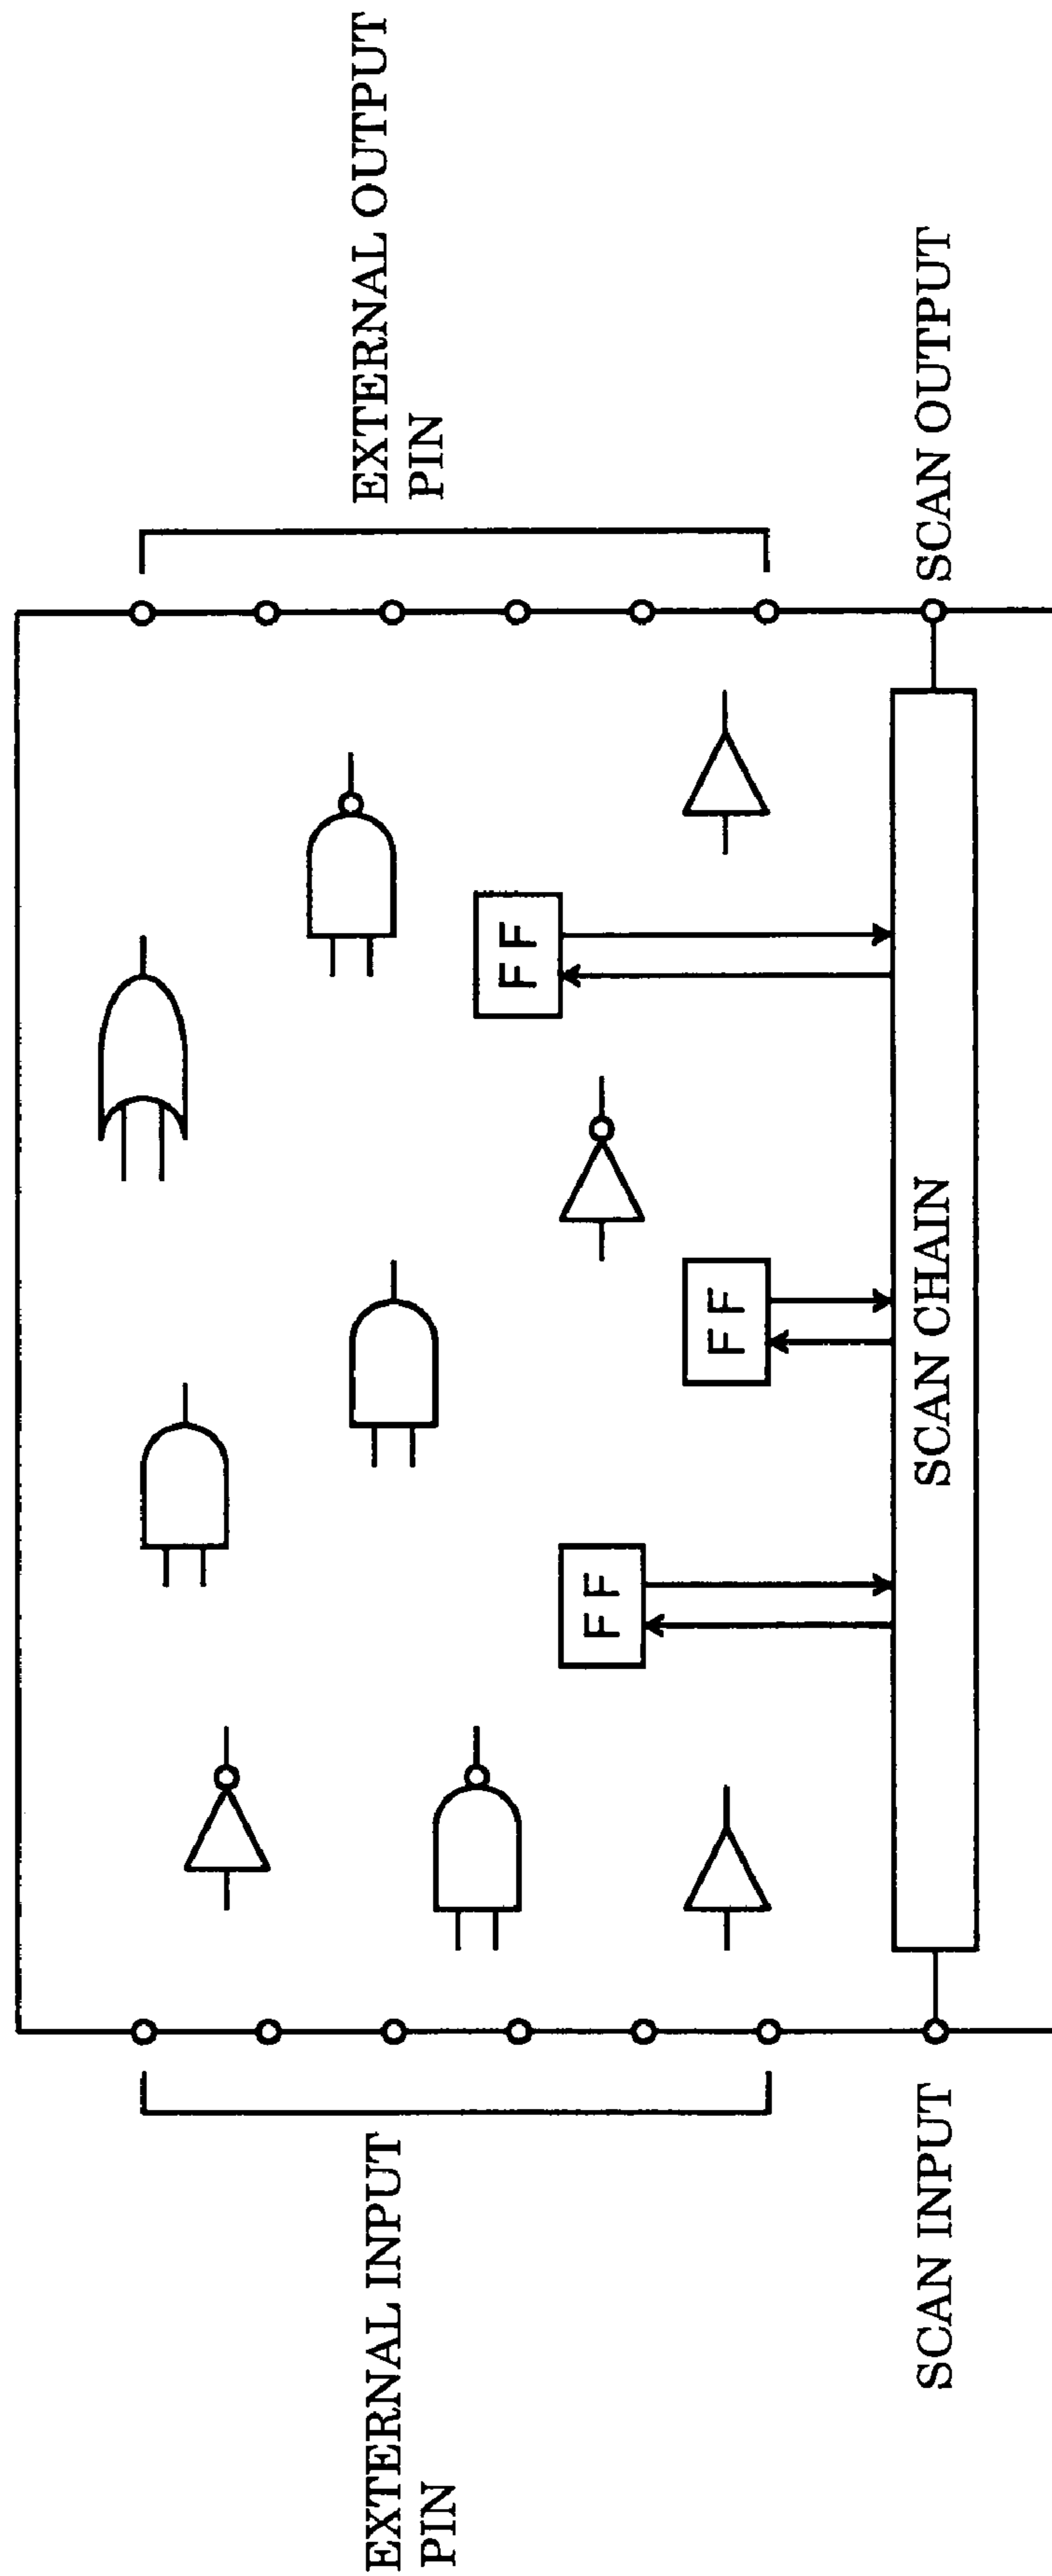 EXTERNAL INPUT
PIN
EXTERNAL OUTPUT
PIN
FF
FF
FF
SCAN INPUT
SCAN CHAIN
SCAN OUTPUT